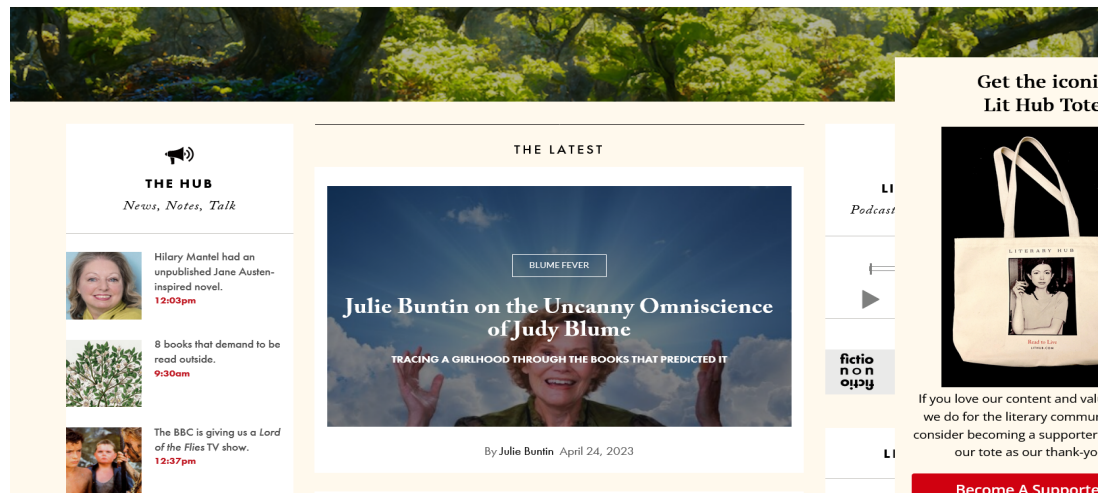 THE HUB
News, Notes, Talk
Hilary Mantel had an
unpublished Jane Austen-
inspired novel.
12:03pm
8 books that demand to be
read outside.
9:30am
The BBC is giving us a Lord
of the Flies TV show.
12:37pm
THE LATEST
BLUME FEVER
Julie Buntin on the Uncanny Omniscience
of Judy Blume
TRACING A GIRLHOOD THROUGH THE BOOKS THAT PREDICTED IT
By Julie Buntin April 24, 2023
LI
Podcast
fictio
non
fictio
LI
Get the iconi
Lit Hub Tote
LITERARY HUB
Read to Live
LITHUB.COM
If you love our content and val
we do for the literary commun
consider becoming a supporter
our tote as our thank-yo
Become A Supporte